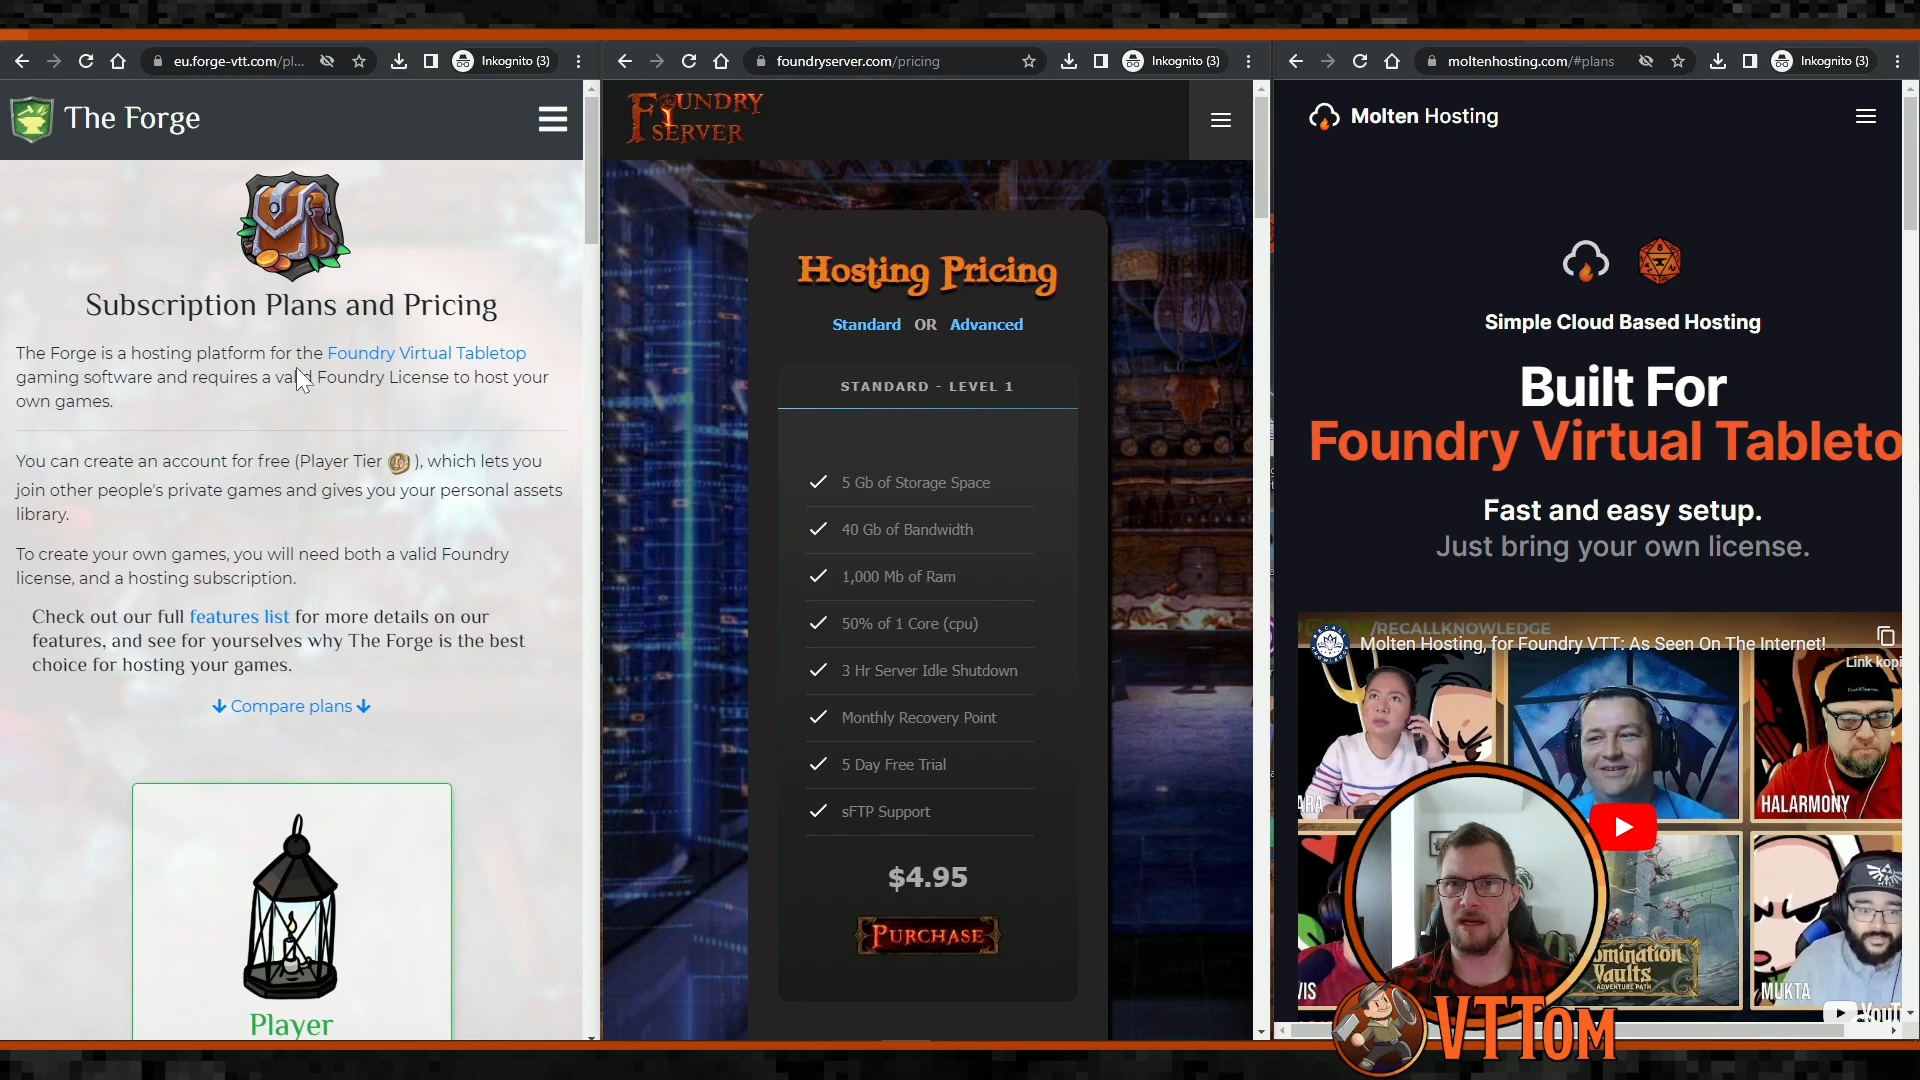 eu.forge-vtt.com/pl...
Inkognito (3)
The Forge
Subscription Plans and Pricing
The Forge is a hosting platform for the Foundry Virtual Tabletop
gaming software and requires a valid Foundry License to host your
own games.
You can create an account for free (Player Tier ), which lets you
join other people's private games and gives you your personal assets
library.
To create your own games, you will need both a valid Foundry
license, and a hosting subscription.
Check out our full features list for more details on our
features, and see for yourselves why The Forge is the best
choice for hosting your games.
Compare plans
Player
foundryserver.com/pricing
Inkognito (3)
FOUNDRY
SERVER
Hosting Pricing
Standard OR Advanced
STANDARD - LEVEL 1
5 Gb of Storage Space
40 Gb of Bandwidth
1,000 Mb of Ram
50% of 1 Core (cpu)
3 Hr Server Idle Shutdown
Monthly Recovery Point
5 Day Free Trial
sFTP Support
$4.95
PURCHASE
moltenhosting.com/#plans
Inkognito (3)
Molten Hosting
Simple Cloud Based Hosting
Built For
Foundry Virtual Tableto
Fast and easy setup.
Just bring your own license.
/RECALLKNOWLEDGE
RECALL
Molten Hosting, for Foundry VTT: As Seen On The Internet!
Link kopi
ARA
HALARMONY
omination
Vaults
ADVENTURE PATH
VIS
MUKTA
YouT
VTTOM